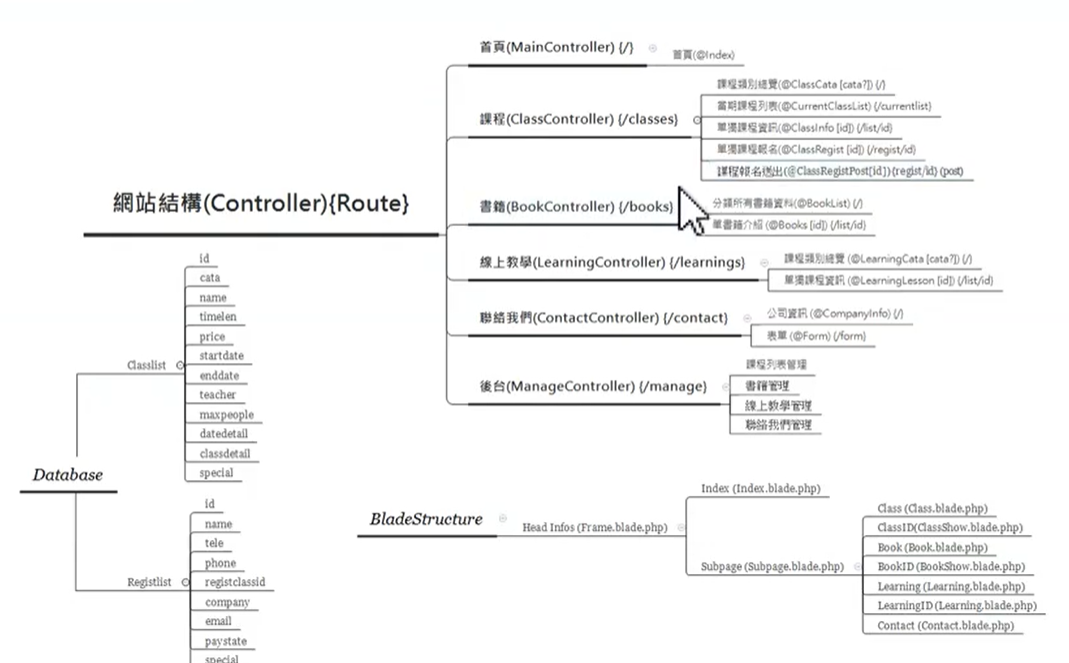 網站結構(Controller){Route}
首頁(MainController) {/}
首頁(@Index)
課程(ClassController) {/classes}
課程類別總覽(@ClassCata [cata?]) {/}
當期課程列表(@CurrentClassList) {/currentlist}
單獨課程資訊(@ClassInfo [id]) {/list/id}
單獨課程報名(@ClassRegist [id]) {/regist/id}
課程報名送出(@ClassRegistPost[id]){regist/id} (post)
書籍(BookController) {/books}
分類所有書籍資料(@BookList) {/}
單書籍介紹 (@Books [id]) {/list/id}
線上教學(LearningController) {/learnings}
課程類別總覽 (@LearningCata [cata?]) {/}
單獨課程資訊 (@LearningLesson [id]) {/list/id}
聯絡我們(ContactController) {/contact}
公司資訊 (@CompanyInfo) {/}
表單 (@Form) {/form}
後台(ManageController) {/manage}
課程列表管理
書籍管理
線上教學管理
聯絡我們管理
Database
Classlist
id
cata
name
timelen
price
startdate
enddate
teacher
maxpeople
datedetail
classdetail
special
Registlist
id
name
tele
phone
registclassid
company
email
paystate
special
BladeStructure
Head Infos (Frame.blade.php)
Index (Index.blade.php)
Subpage (Subpage.blade.php)
Class (Class.blade.php)
ClassID(ClassShow.blade.php)
Book (Book.blade.php)
BookID (BookShow.blade.php)
Learning (Learning.blade.php)
LearningID (Learning.blade.php)
Contact (Contact.blade.php)